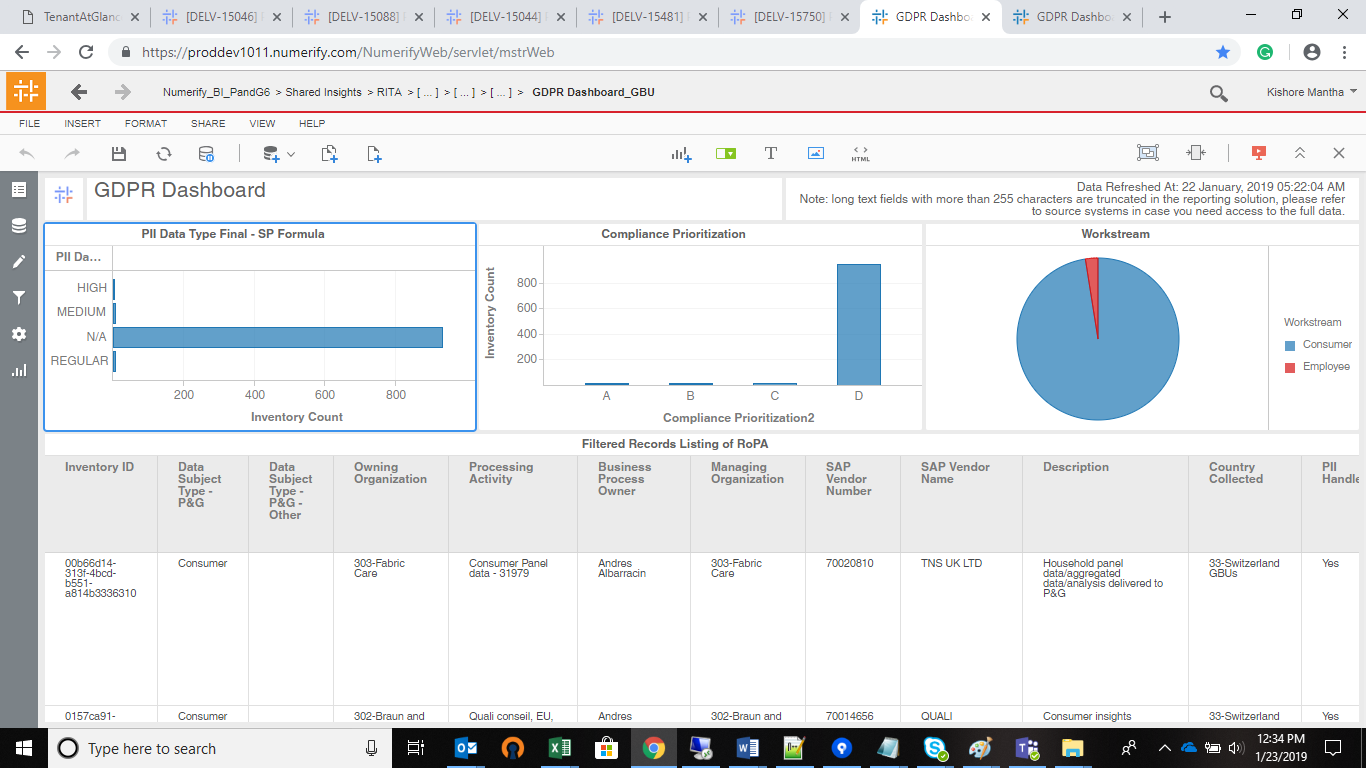 TenantAtGlanc
[DELV-15046]
[DELV-15088]
[DELV-15044]
[DELV-15481]
[DELV-15750]
GDPR Dashbo
GDPR Dashbo
https://proddev1011.numerify.com/NumerifyWeb/servlet/mstrWeb
Numerify_BI_PandG6 > Shared Insights > RITA > [ ... ] > [ ... ] > [ ... ] > GDPR Dashboard_GBU
Kishore Mantha
FILE INSERT FORMAT SHARE VIEW HELP
HTML
GDPR Dashboard
Data Refreshed At: 22 January, 2019 05:22:04 AM
Note: long text fields with more than 255 characters are truncated in the reporting solution, please refer
to source systems in case you need access to the full data.
PII Data Type Final - SP Formula
PII Da...
HIGH
MEDIUM
N/A
REGULAR
200 400 600 800
Inventory Count
Compliance Prioritization
Inventory Count
800
600
400
200
A B C D
Compliance Prioritization2
Workstream
Workstream
Consumer
Employee
Filtered Records Listing of RoPA
Inventory ID
Data
Subject
Type -
P&G
Data
Subject
Type -
P&G -
Other
Owning
Organization
Processing
Activity
Business
Process
Owner
Managing
Organization
SAP
Vendor
Number
SAP Vendor
Name
Description
Country
Collected
PII
Handle
00b66d14-
313f-4bcd-
b551-
a814b3336310
Consumer
303-Fabric
Care
Consumer Panel
data - 31979
Andres
Albarracin
303-Fabric
Care
70020810
TNS UK LTD
Household panel
data/aggregated
data/analysis delivered to
P&G
33-Switzerland
GBUs
Yes
0157ca91-
Consumer
302-Braun and
Quali conseil, EU,
Andres
302-Braun and
70014656
QUALI
Consumer insights
33-Switzerland
Yes
Type here to search
12:34 PM
1/23/2019